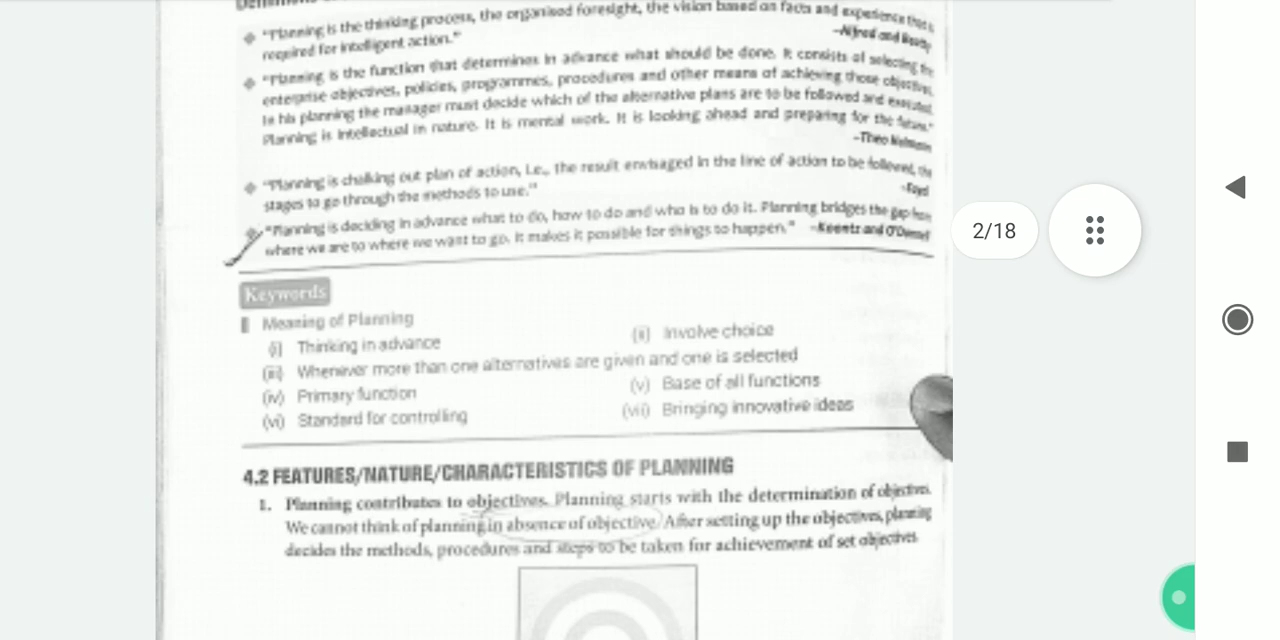 ❖ "Planning is the thinking process, the organised foresight, the vision based on facts and experience that is
required for intelligent action."
–Alfred and Beaty
❖ "Planning is the function that determines in advance what should be done. It consists of selecting the
enterprise objectives, policies, programmes, procedures and other means of achieving those objectives.
In his planning the manager must decide which of the alternative plans are to be followed and executed.
Planning is intellectual in nature. It is mental work. It is looking ahead and preparing for the future."
–Theo
❖ "Planning is chalking out plan of action, i.e., the result envisaged in the line of action to be followed, the
stages to go through the methods to use."
"Planning is deciding in advance what to do, how to do and who is to do it. Planning bridges the gap from
where we are to where we want to go. It makes it possible for things to happen." –Koontz and O'Donnel
2/18
Keywords
Meaning of Planning
(i) Thinking in advance (ii) Involve choice
(iii) Whenever more than one alternatives are given and one is selected
(iv) Primary function (v) Base of all functions
(vi) Standard for controlling (vii) Bringing innovative ideas
4.2 FEATURES/NATURE/CHARACTERISTICS OF PLANNING
1. Planning contributes to objectives. Planning starts with the determination of objectives.
We cannot think of planning in absence of objective. After setting up the objectives, planning
decides the methods, procedures and steps to be taken for achievement of set objectives.